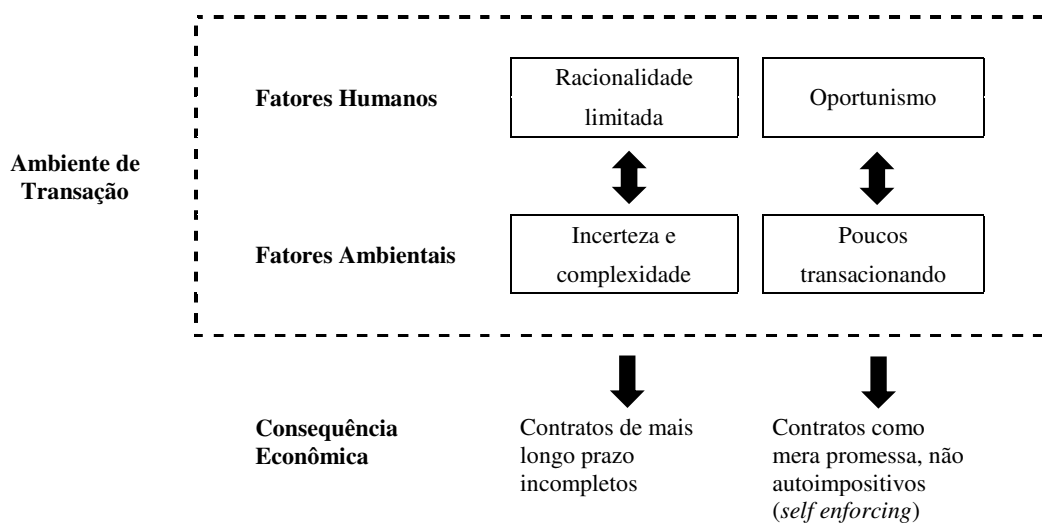 Ambiente de
Transação
Fatores Humanos
Racionalidade
limitada
Oportunismo
Fatores Ambientais
Incerteza e
complexidade
Poucos
transacionando
Consequência
Econômica
Contratos de mais
longo prazo
incompletos
Contratos como
mera promessa, não
autoimpositivos
(self enforcing)